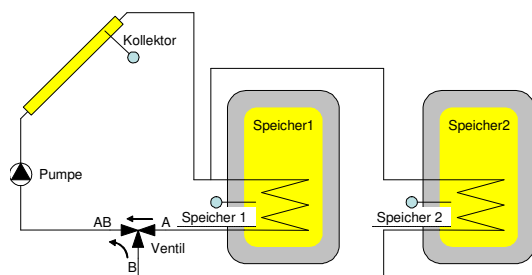 Kollektor
Speicher1
Speicher2
Pumpe
Speicher 1
Speicher 2
AB
A
Ventil
B